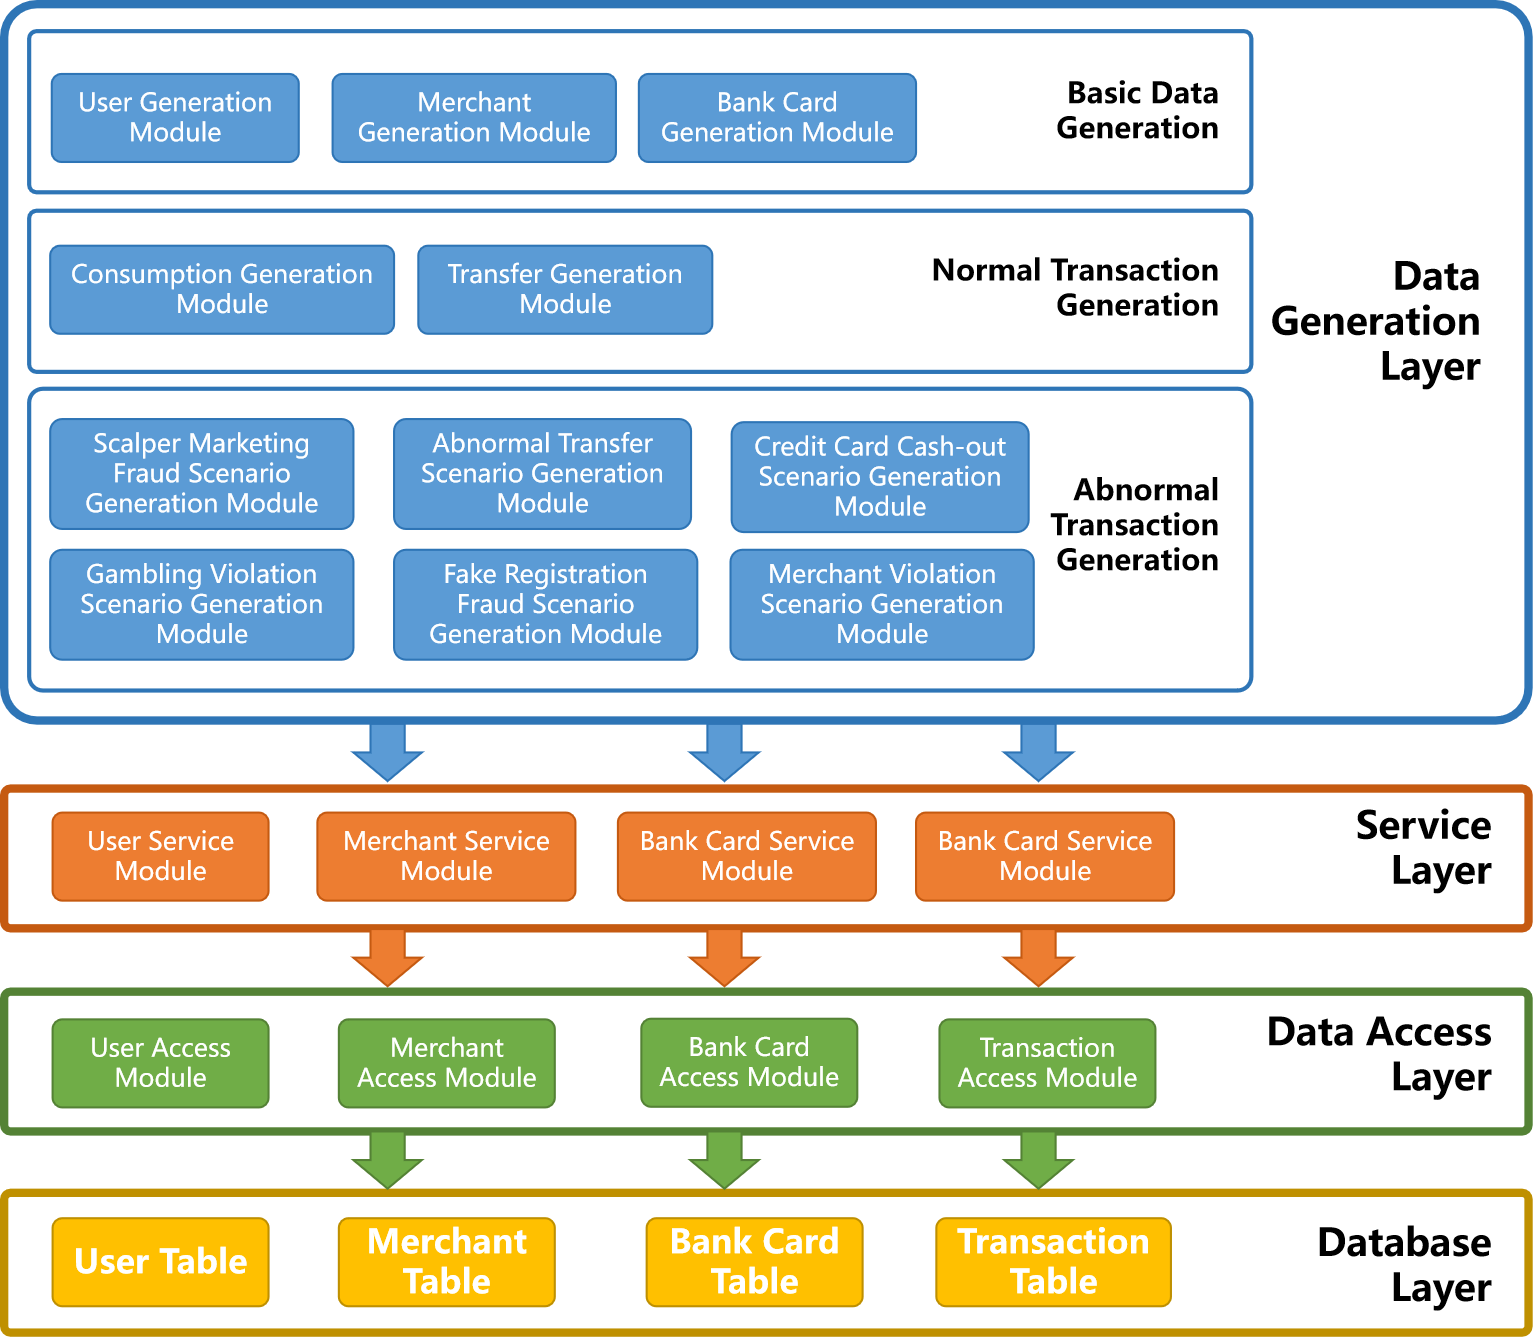 User Generation
Module
Merchant
Generation Module
Bank Card
Generation Module
Basic Data
Generation
Consumption Generation
Module
Transfer Generation
Module
Normal Transaction
Generation
Data
Generation
Layer
Scalper Marketing
Fraud Scenario
Generation Module
Abnormal Transfer
Scenario Generation
Module
Credit Card Cash-out
Scenario Generation
Module
Abnormal
Transaction
Generation
Gambling Violation
Scenario Generation
Module
Fake Registration
Fraud Scenario
Generation Module
Merchant Violation
Scenario Generation
Module
User Service
Module
Merchant Service
Module
Bank Card Service
Module
Bank Card Service
Module
Service
Layer
User Access
Module
Merchant
Access Module
Bank Card
Access Module
Transaction
Access Module
Data Access
Layer
User Table
Merchant
Table
Bank Card
Table
Transaction
Table
Database
Layer